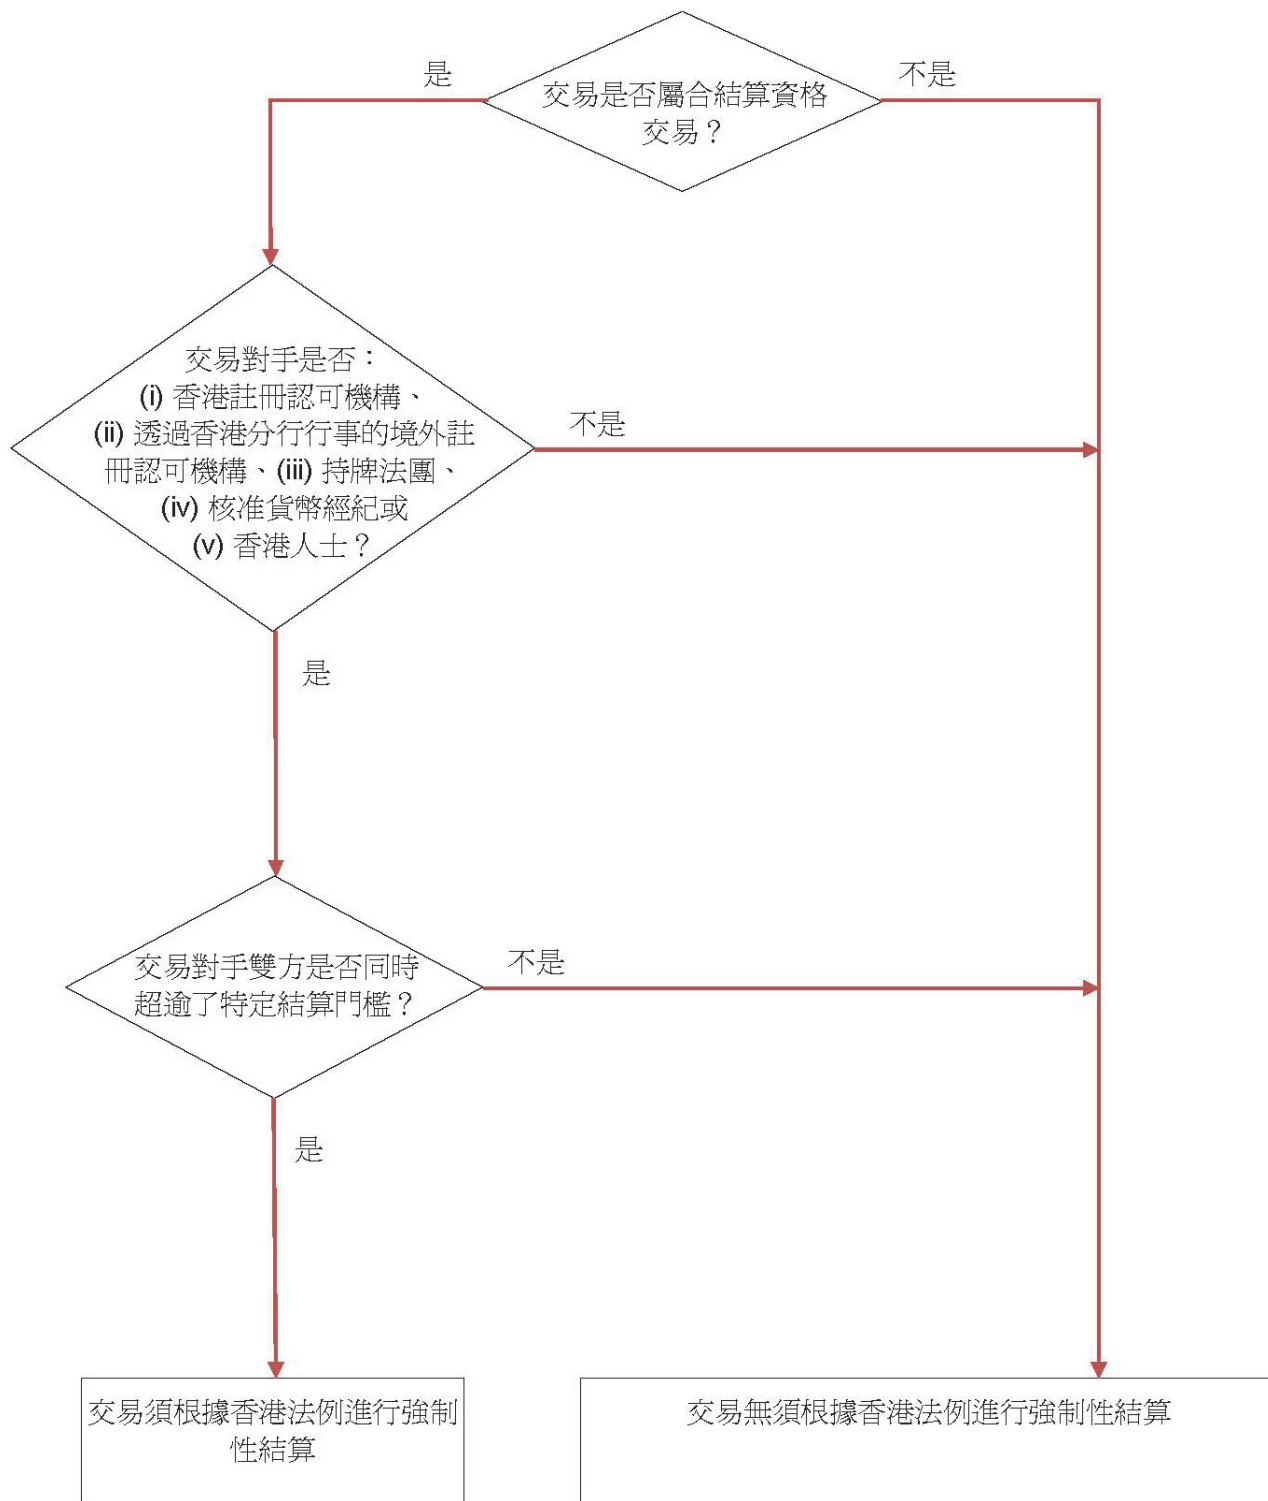 是
不是
交易是否屬合結算資格
交易？
交易對手是否：
(i) 香港註冊認可機構、
(ii) 透過香港分行行事的境外註
冊認可機構、(iii) 持牌法團、
(iv) 核准貨幣經紀或
(v) 香港人士？
不是
是
交易對手雙方是否同時
超逾了特定結算門檻？
不是
是
交易須根據香港法例進行強制
性結算
交易無須根據香港法例進行強制性結算